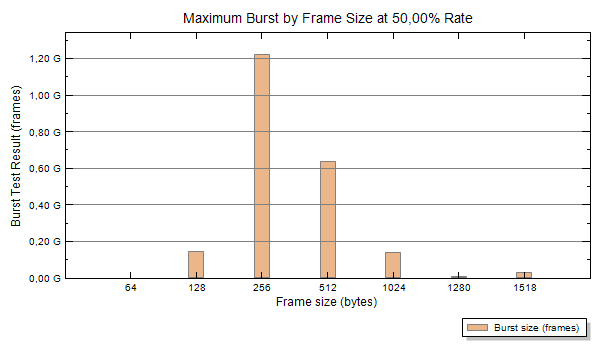 Maximum Burst by Frame Size at 50,00% Rate
Burst Test Result (frames)
1,20 G
1,00 G
0,80 G
0,60 G
0,40 G
0,20 G
0,00 G
64 128 256 512 1024 1280 1518
Frame size (bytes)
Burst size (frames)